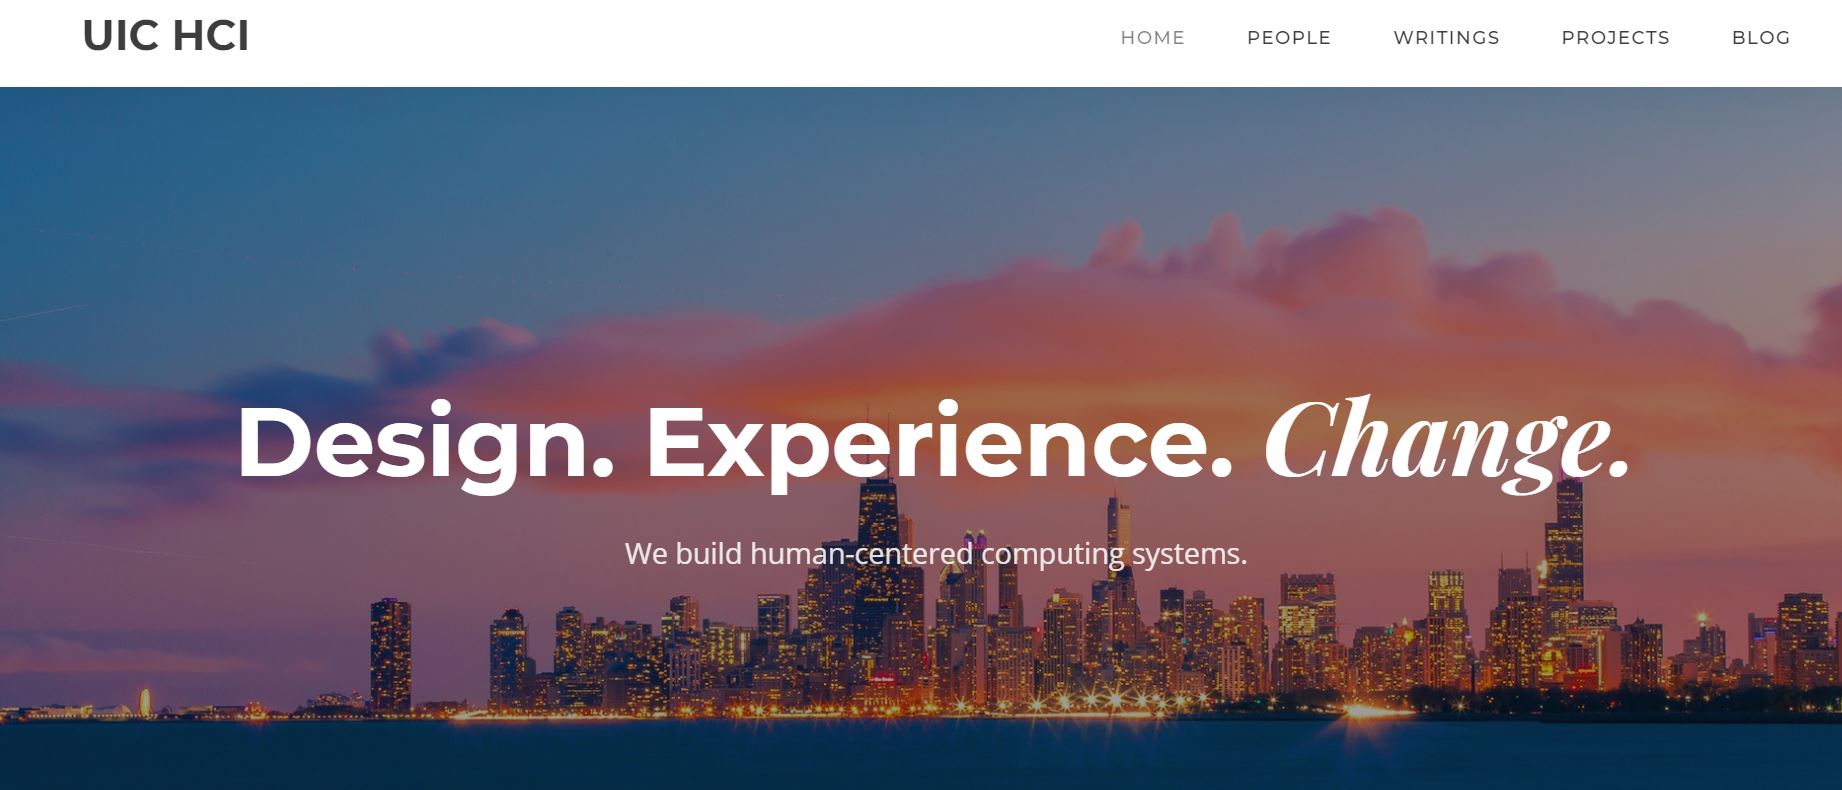 UIC HCI
HOME PEOPLE WRITINGS PROJECTS BLOG
Design. Experience. Change.
We build human-centered computing systems.